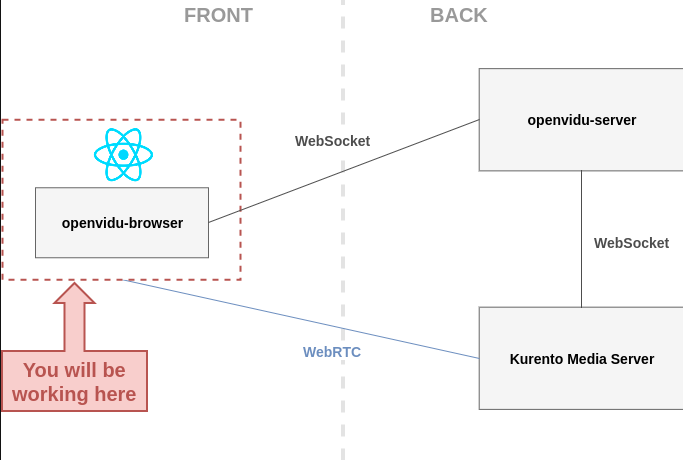 FRONT
BACK
openvidu-server
WebSocket
openvidu-browser
WebSocket
WebRTC
Kurento Media Server
You will be
working here